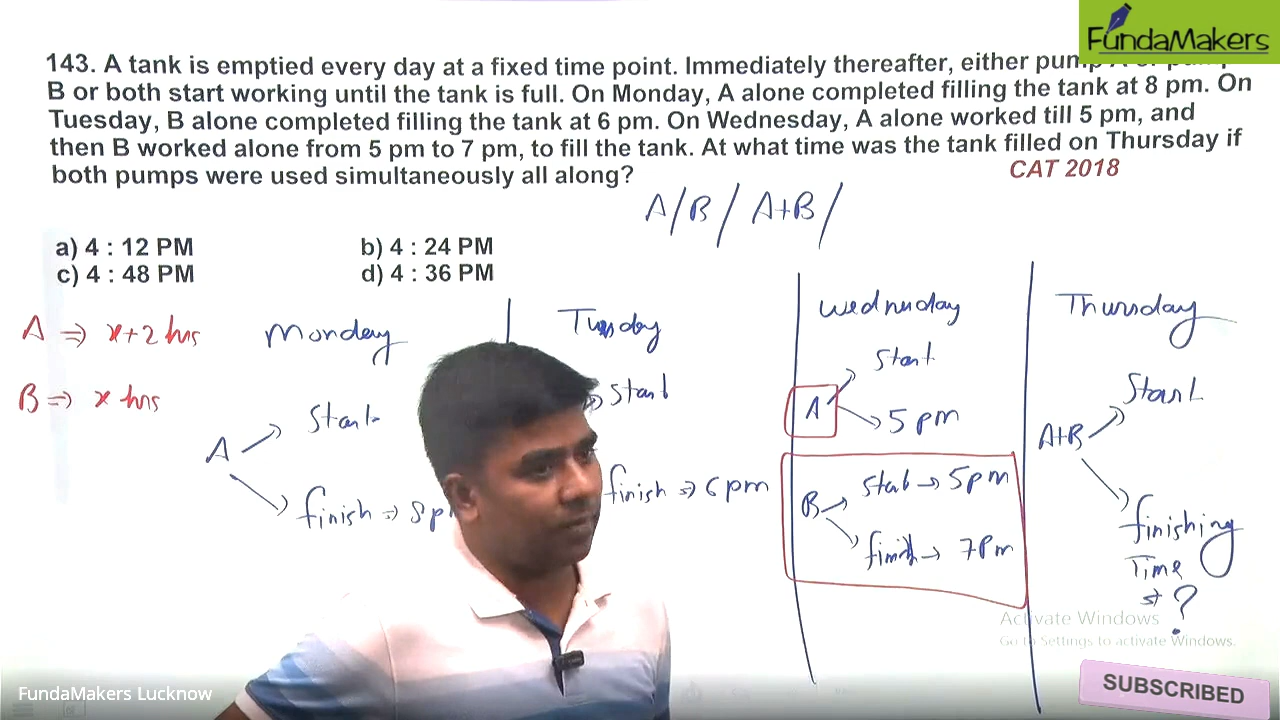 FundaMakers
143. A tank is emptied every day at a fixed time point. Immediately thereafter, either pump A or pump
B or both start working until the tank is full. On Monday, A alone completed filling the tank at 8 pm. On
Tuesday, B alone completed filling the tank at 6 pm. On Wednesday, A alone worked till 5 pm, and
then B worked alone from 5 pm to 7 pm, to fill the tank. At what time was the tank filled on Thursday if
both pumps were used simultaneously all along?
CAT 2018
A/B/ A+B/
a) 4 : 12 PM
b) 4 : 24 PM
c) 4 : 48 PM
d) 4 : 36 PM
A ⇒ x+2 hrs
B ⇒ x hrs
Monday
A
Start
finish ⇒ 8 p
Tuesday
Start
finish ⇒ 6 pm
Wednesday
A
Start
5 pm
B
Start → 5pm
finish → 7Pm
Thursday
A+B
Start
finishing
Time
?
Activate Windows
Go to Settings to activate Windows.
FundaMakers Lucknow
SUBSCRIBED